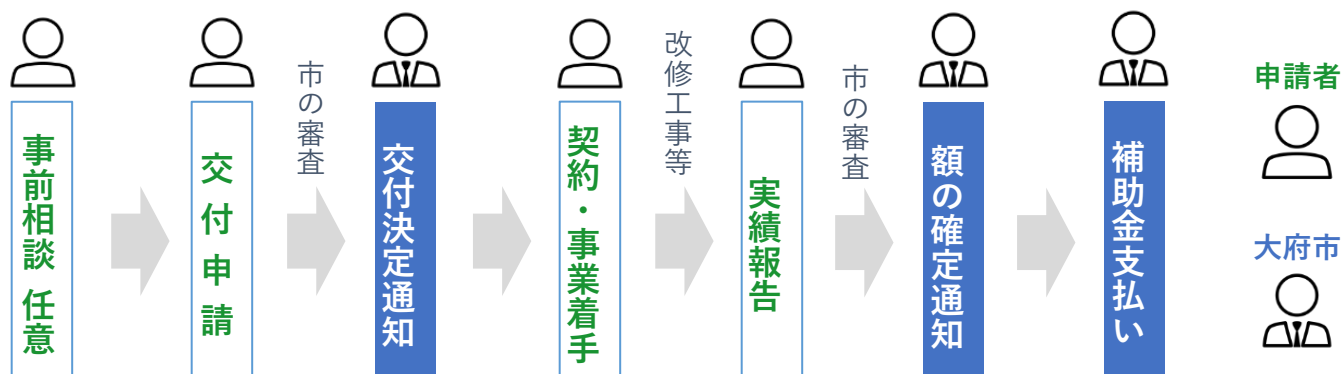 事前相談 任意
交付申請
市の審査
交付決定通知
契約・事業着手
改修工事等
実績報告
市の審査
額の確定通知
補助金支払い
申請者
大府市